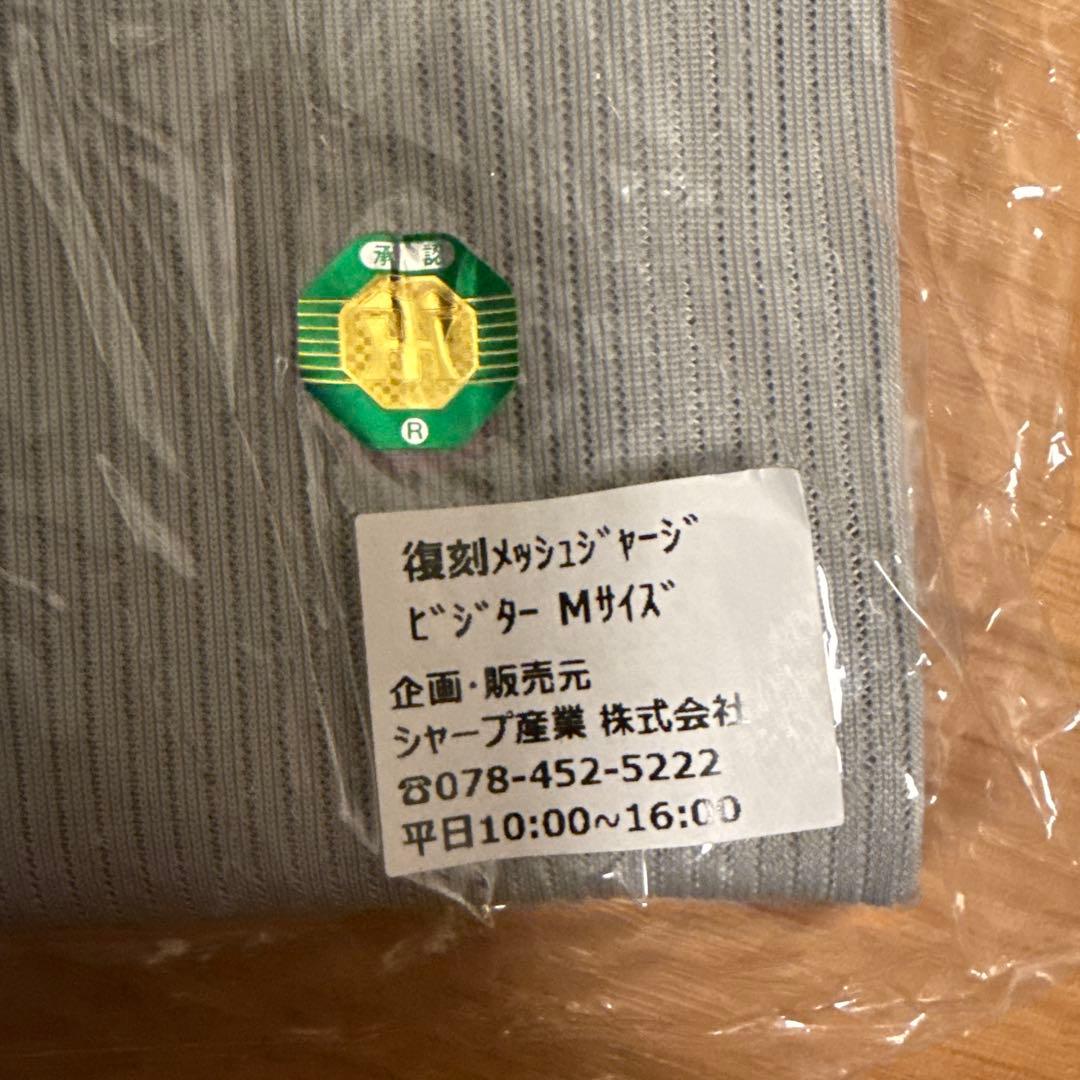 承認
R
復刻ﾒｯｼｭｼﾞｬｰｼﾞ
ﾋﾞｼﾞﾀｰ Mｻｲｽﾞ
企画・販売元
シャープ産業 株式会社
☎078-452-5222
平日10:00~16:00